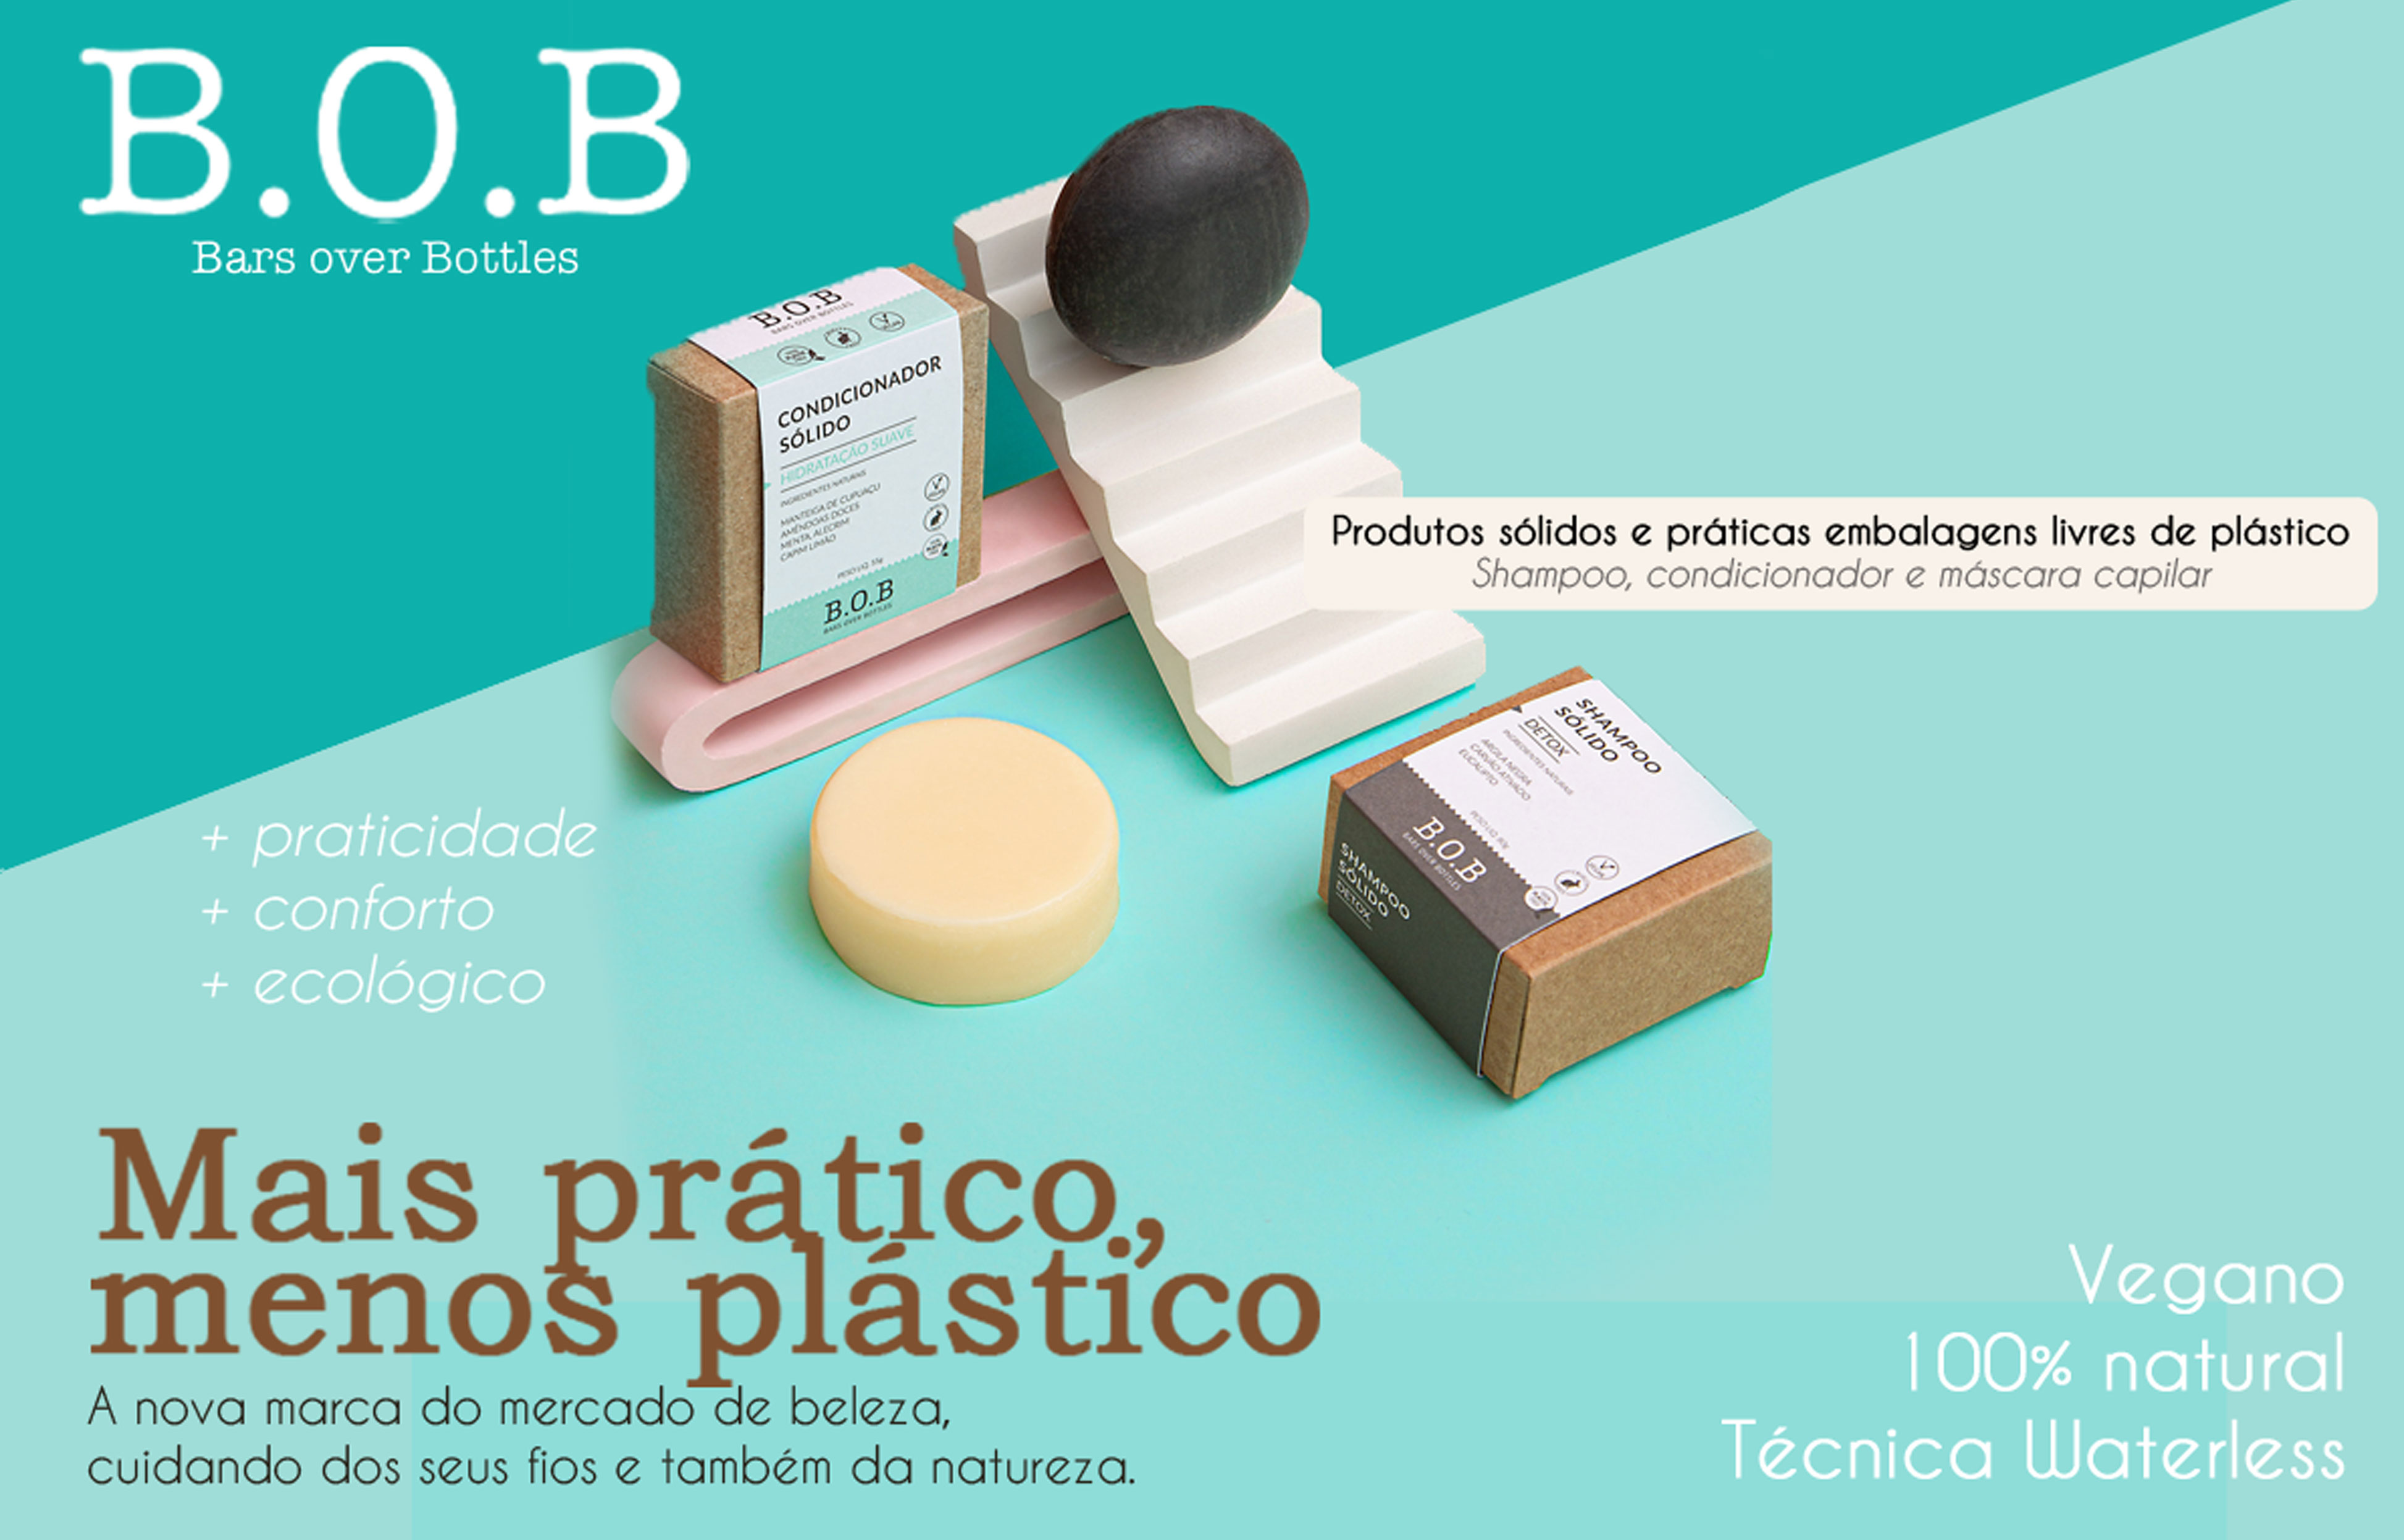 B.O.B
Bars over Bottles
B.O.B
BARS OVER BOTTLES
CONDICIONADOR
SÓLIDO
HIDRATAÇÃO SUAVE
INGREDIENTES NATURAIS
MANTEIGA DE CUPUAÇU
AMÊNDOAS DOCES
MENTA, ALECRIM
CAPIM LIMÃO
B.O.B
BARS OVER BOTTLES
Produtos sólidos e práticas embalagens livres de plástico
Shampoo, condicionador e máscara capilar
SHAMPOO
SÓLIDO
DETOX
INGREDIENTES NATURAIS
ARGILA NEGRA
CARVÃO ATIVADO
EUCALIPTO
B.O.B
BARS OVER BOTTLES
SHAMPOO
SÓLIDO
DETOX
+ praticidade
+ conforto
+ ecológico
Mais prático,
menos plástico
A nova marca do mercado de beleza,
cuidando dos seus fios e também da natureza.
Vegano
100% natural
Técnica Waterless